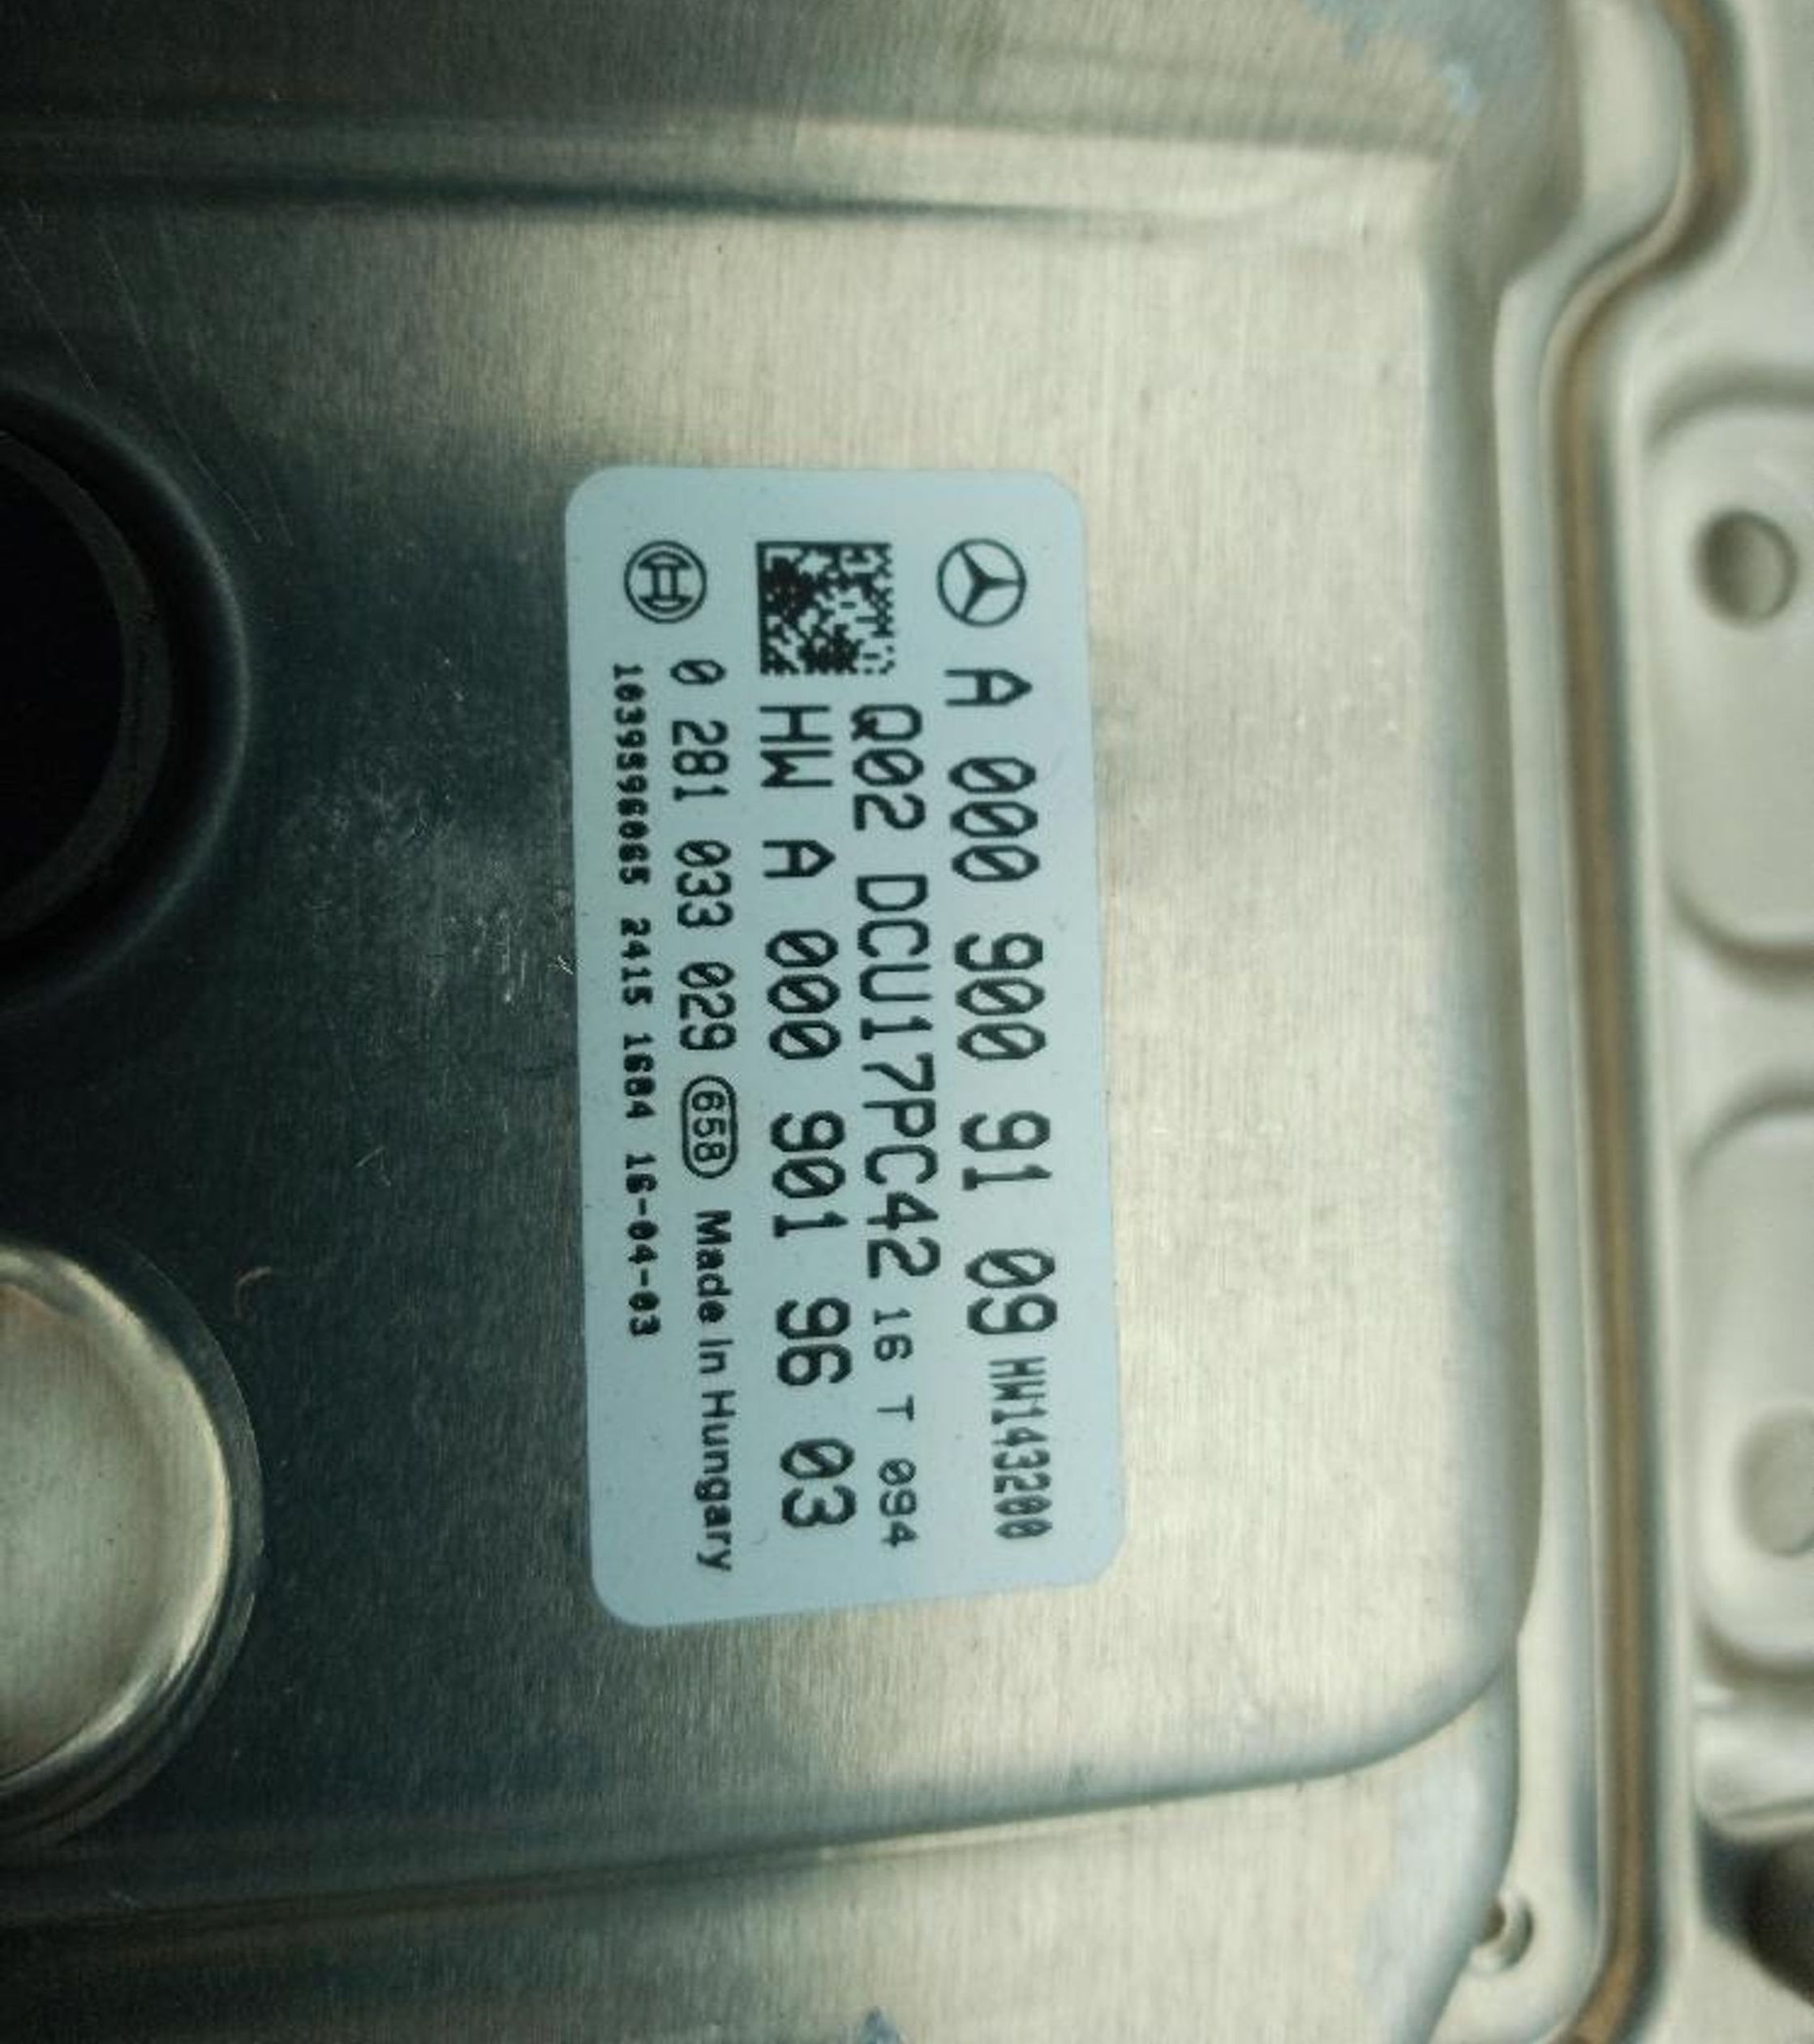 A 000 900 91 09 HW143200
Q02 DCU17PC42 16 T 094
HW A 000 901 96 03
0 281 033 029 658 Made In Hungary
1039S96065 2415 1684 16-04-03